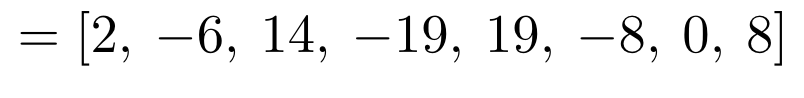 = [2, −6, 14, −19, 19, −8, 0, 8]